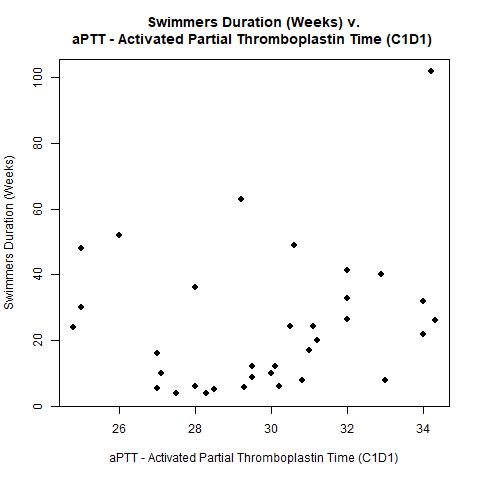 Swimmers Duration (Weeks) v.
aPTT - Activated Partial Thromboplastin Time (C1D1)
Swimmers Duration (Weeks)
100
80
60
40
20
0
26 28 30 32 34
aPTT - Activated Partial Thromboplastin Time (C1D1)